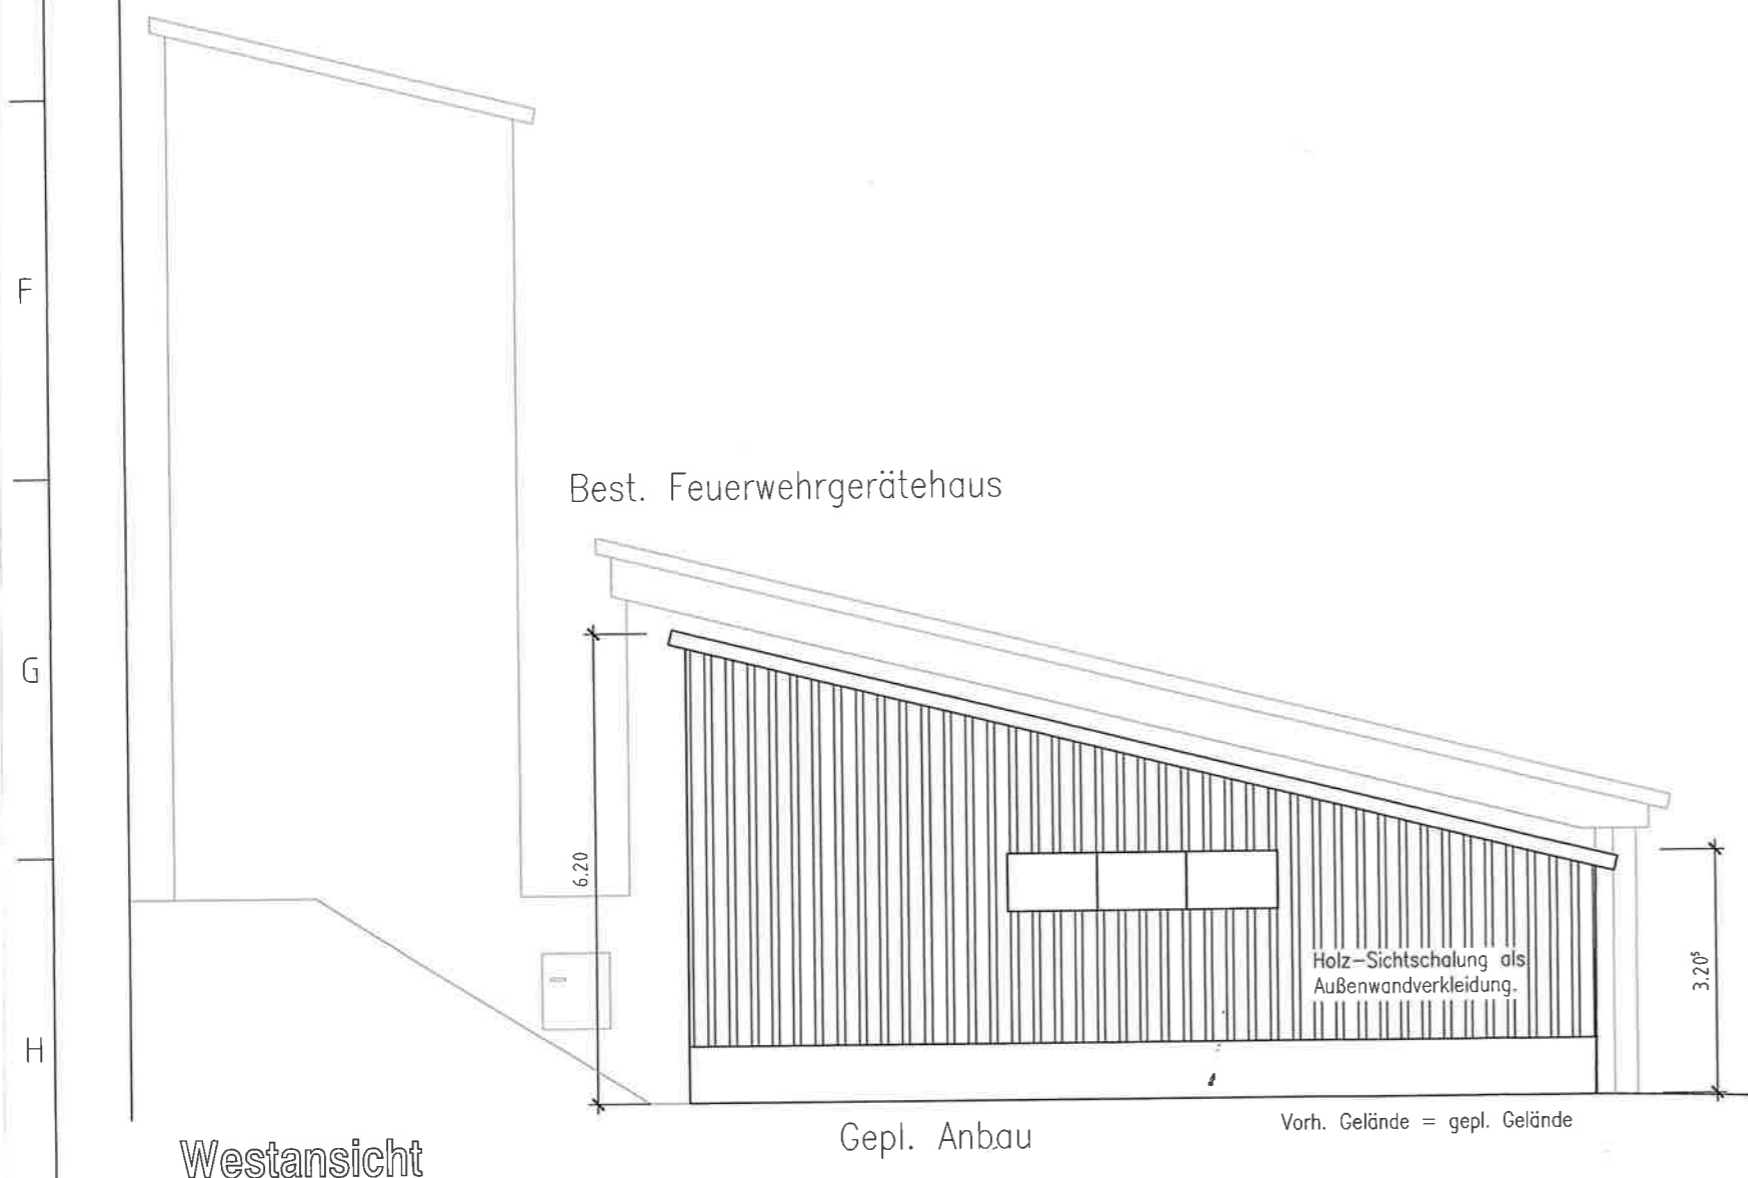 F
Best. Feuerwehrgerätehaus
G
6.20
Holz-Sichtschalung als
Außenwandverkleidung.
3.20⁵
H
Gepl. Anbau
Vorh. Gelände = gepl. Gelände
Westansicht